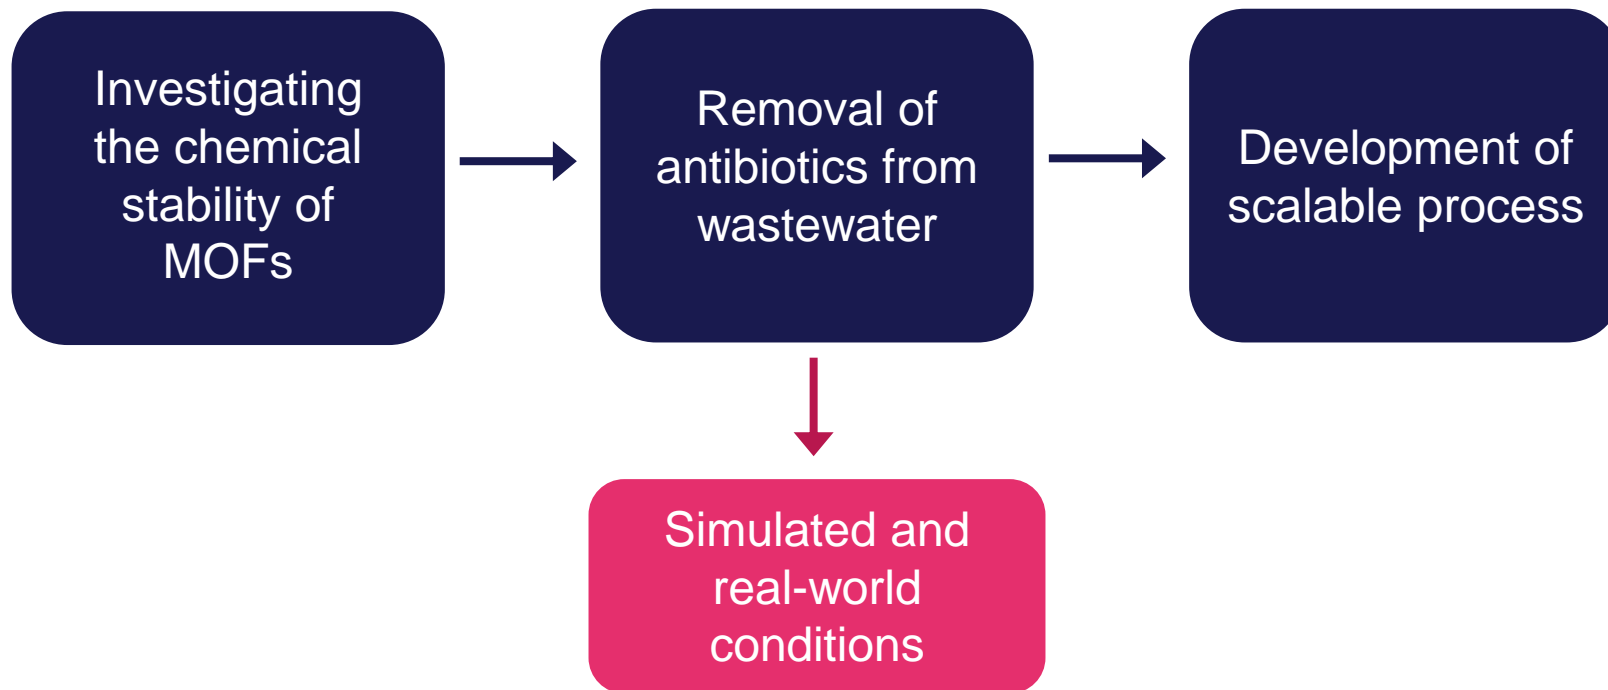 Investigating
the chemical
stability of
MOFs
Removal of
antibiotics from
wastewater
Development of
scalable process
Simulated and
real-world
conditions